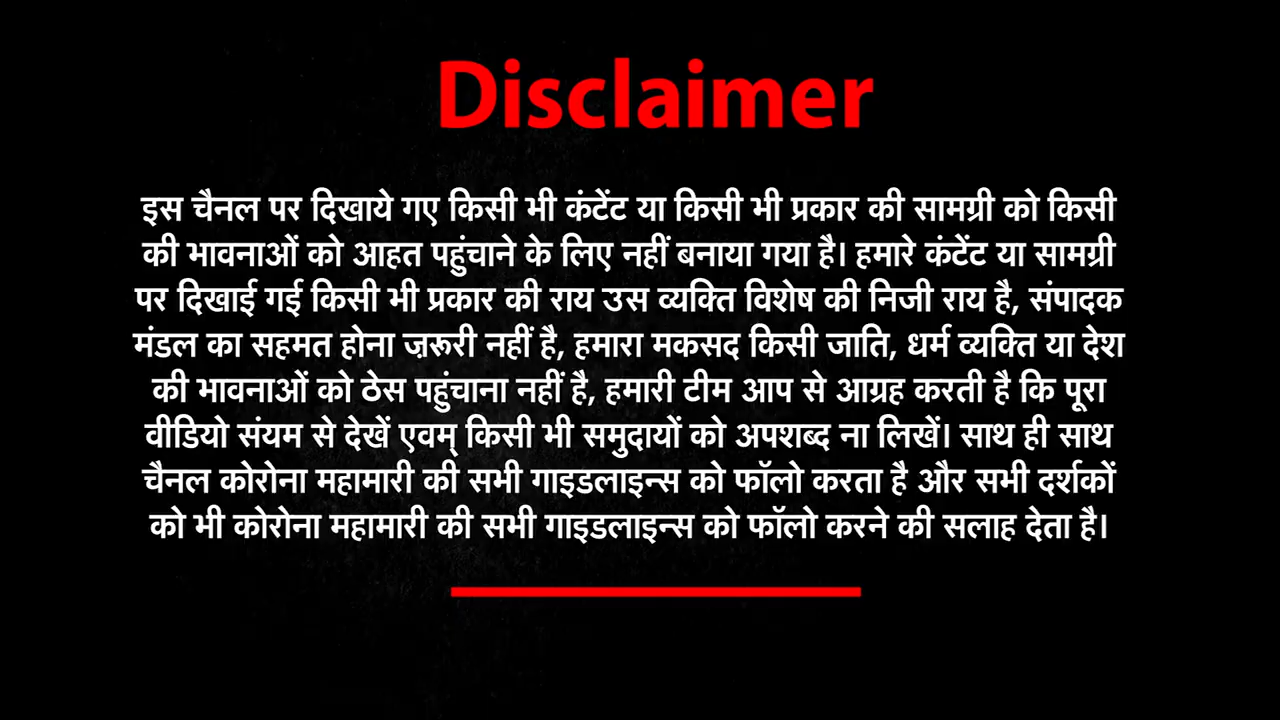 Disclaimer
इस चैनल पर दिखाये गए किसी भी कंटेंट या किसी भी प्रकार की सामग्री को किसी
की भावनाओं को आहत पहुंचाने के लिए नहीं बनाया गया है। हमारे कंटेंट या सामग्री
पर दिखाई गई किसी भी प्रकार की राय उस व्यक्ति विशेष की निजी राय है, संपादक
मंडल का सहमत होना ज़रूरी नहीं है, हमारा मकसद किसी जाति, धर्म व्यक्ति या देश
की भावनाओं को ठेस पहुंचाना नहीं है, हमारी टीम आप से आग्रह करती है कि पूरा
वीडियो संयम से देखें एवम् किसी भी समुदायों को अपशब्द ना लिखें। साथ ही साथ
चैनल कोरोना महामारी की सभी गाइडलाइन्स को फॉलो करता है और सभी दर्शकों
को भी कोरोना महामारी की सभी गाइडलाइन्स को फॉलो करने की सलाह देता है।